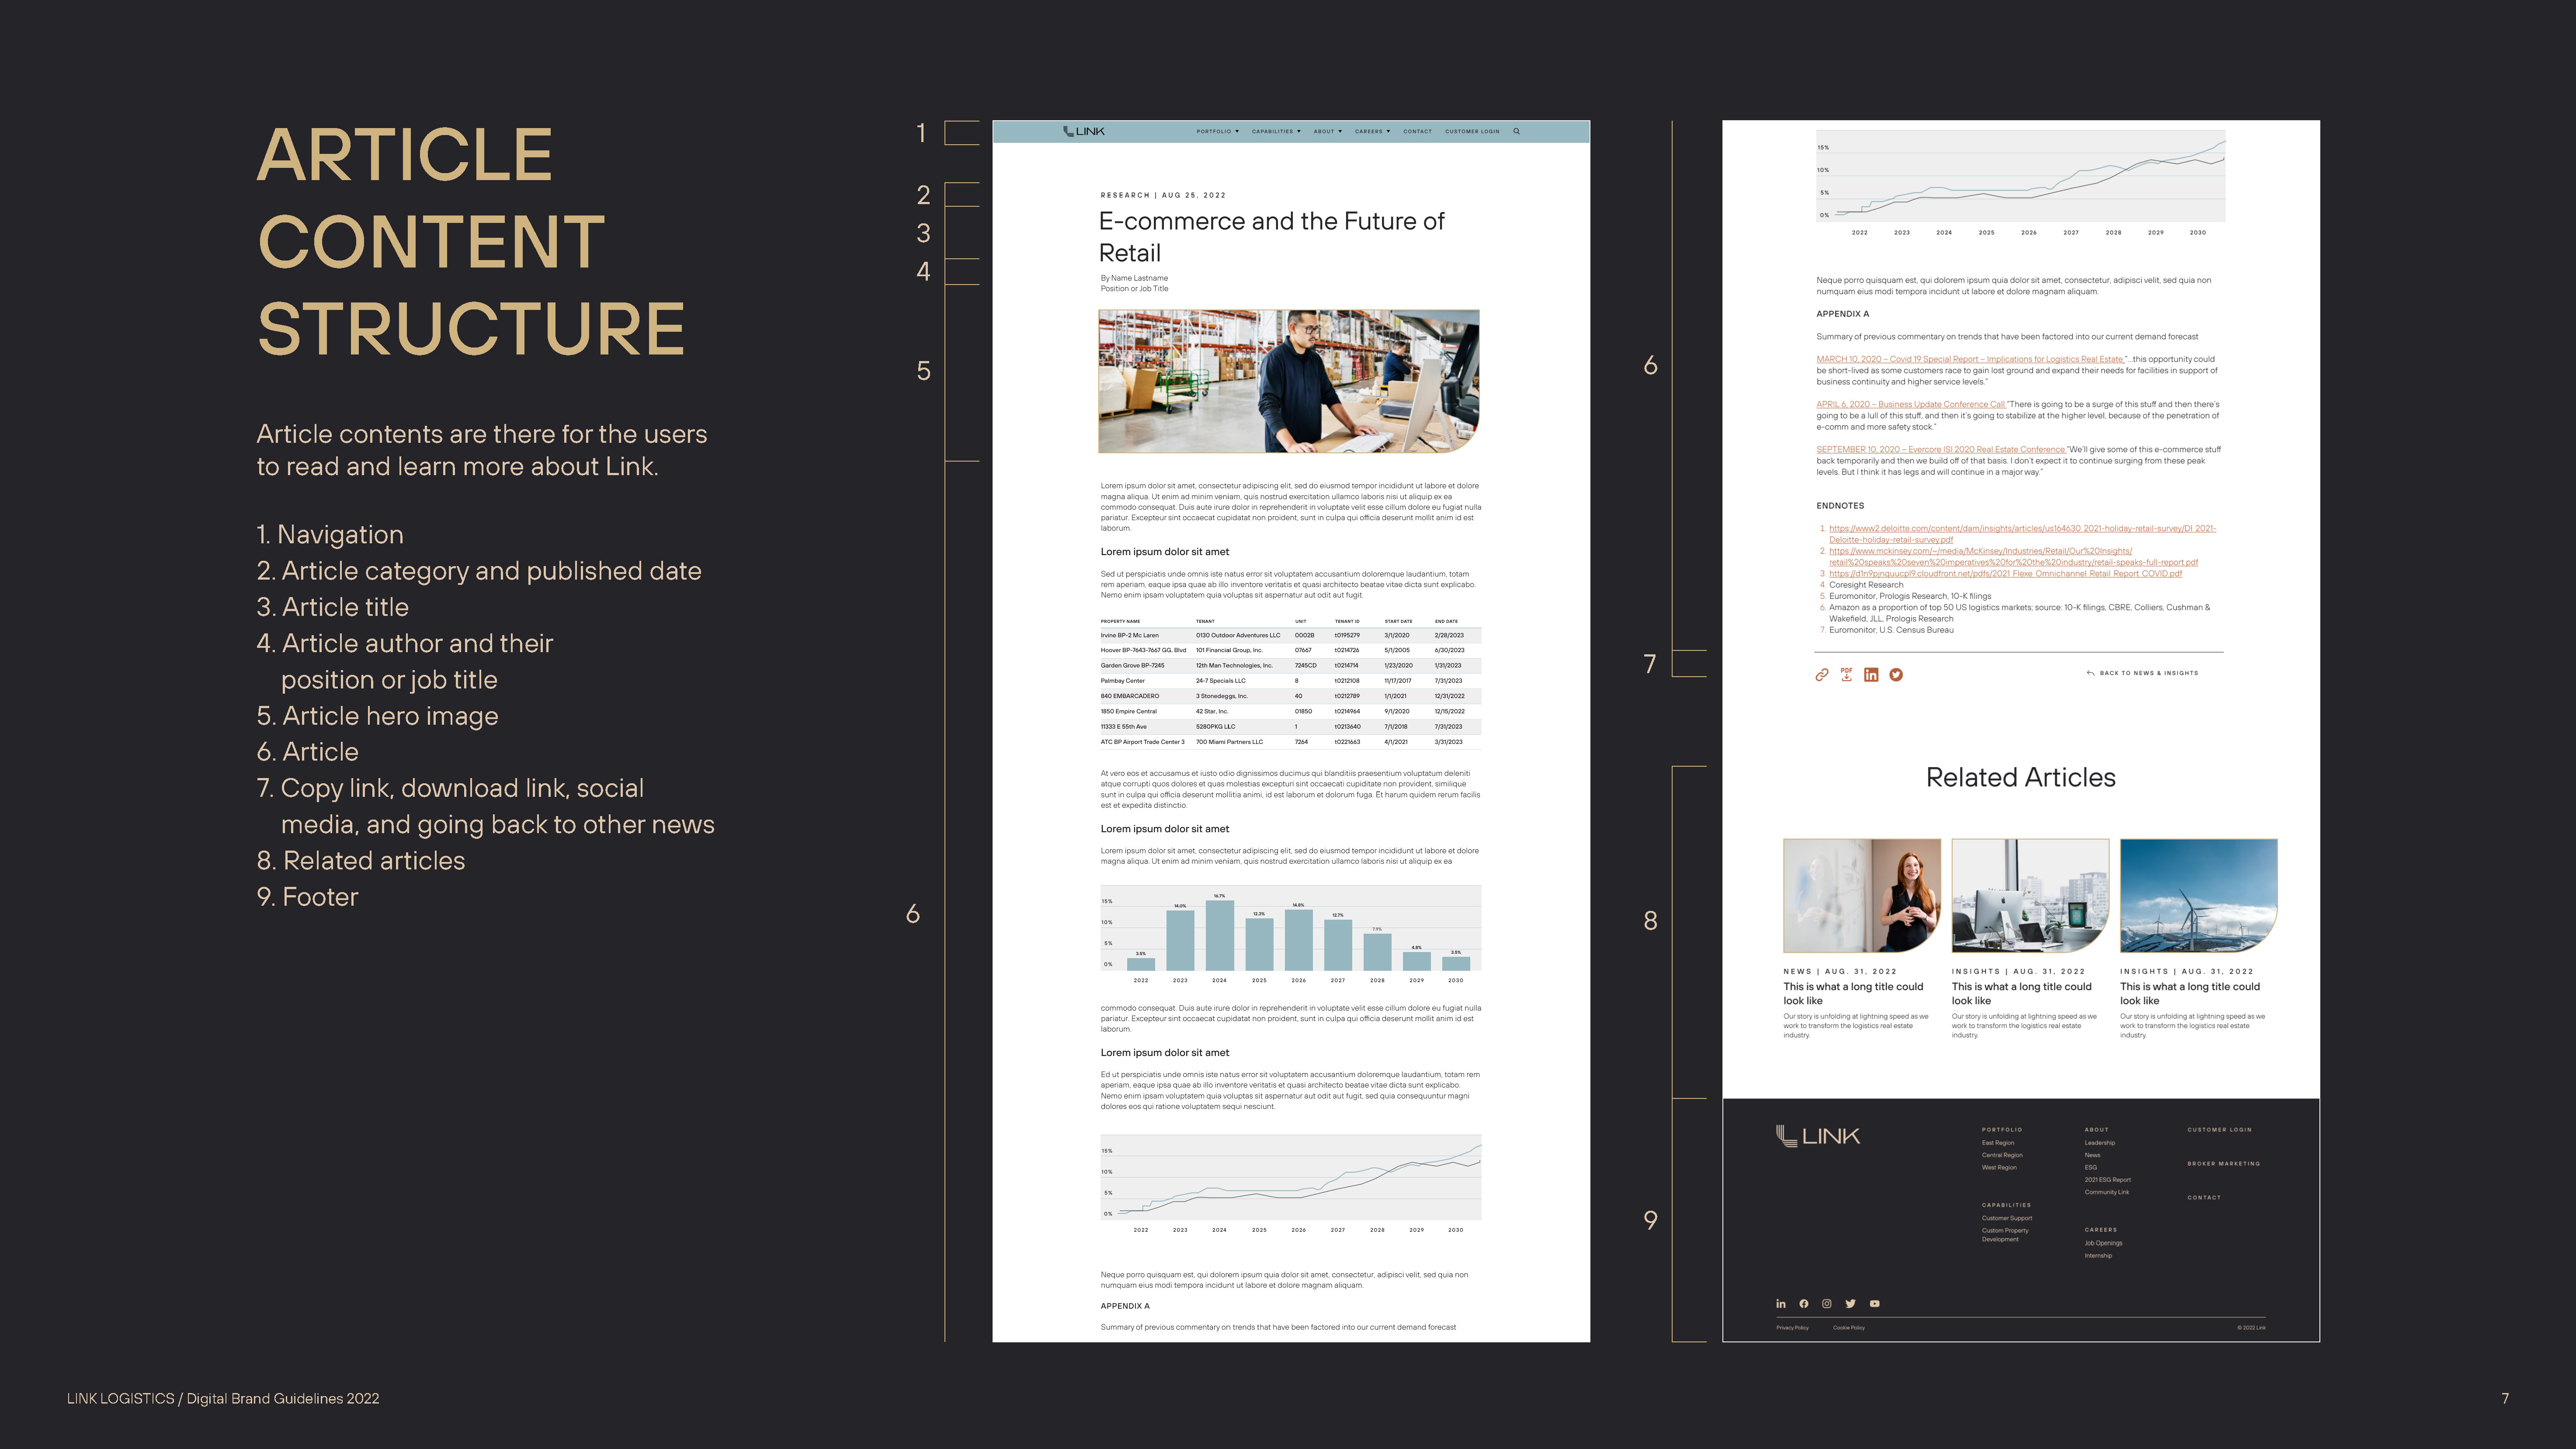 ARTICLE
CONTENT
STRUCTURE
Article contents are there for the users
to read and learn more about Link.
1. Navigation
2. Article category and published date
3. Article title
4. Article author and their
position or job title
5. Article hero image
6. Article
7. Copy link, download link, social
media, and going back to other news
8. Related articles
9. Footer
1
2
3
4
5
6
LINK PORTFOLIO CAPABILITIES ABOUT CAREERS CONTACT CUSTOMER LOGIN
RESEARCH | AUG 25, 2022
E-commerce and the Future of
Retail
By Name Lastname
Position or Job Title
Lorem ipsum dolor sit amet, consectetur adipiscing elit, sed do eiusmod tempor incididunt ut labore et dolore
magna aliqua. Ut enim ad minim veniam, quis nostrud exercitation ullamco laboris nisi ut aliquip ex ea
commodo consequat. Duis aute irure dolor in reprehenderit in voluptate velit esse cillum dolore eu fugiat nulla
pariatur. Excepteur sint occaecat cupidatat non proident, sunt in culpa qui officia deserunt mollit anim id est
laborum.
Lorem ipsum dolor sit amet
Sed ut perspiciatis unde omnis iste natus error sit voluptatem accusantium doloremque laudantium, totam
rem aperiam, eaque ipsa quae ab illo inventore veritatis et quasi architecto beatae vitae dicta sunt explicabo.
Nemo enim ipsam voluptatem quia voluptas sit aspernatur aut odit aut fugit.
PROPERTY NAME TENANT UNIT TENANT ID START DATE END DATE
Irvine BP-2 Mc Laren 0130 Outdoor Adventures LLC 0002B t0195279 3/1/2020 2/28/2023
Hoover BP-7643-7667 GG. Blvd 101 Financial Group, Inc. 07667 t0214726 5/1/2005 6/30/2023
Garden Grove BP-7245 12th Man Technologies, Inc. 7245CD t0214714 1/23/2020 1/31/2023
Palmbay Center 24-7 Specials LLC 8 t0212108 11/17/2017 7/31/2023
840 EMBARCADERO 3 Stonedeggs, Inc. 40 t0212789 1/1/2021 12/31/2022
1850 Empire Central 42 Star, Inc. 01850 t0214964 9/1/2020 12/15/2022
11333 E 55th Ave 5280PKG LLC 1 t0213640 7/1/2018 7/31/2023
ATC BP Airport Trade Center 3 700 Miami Partners LLC 7264 t0221663 4/1/2021 3/31/2023
At vero eos et accusamus et iusto odio dignissimos ducimus qui blanditiis praesentium voluptatum deleniti
atque corrupti quos dolores et quas molestias excepturi sint occaecati cupiditate non provident, similique
sunt in culpa qui officia deserunt mollitia animi, id est laborum et dolorum fuga. Et harum quidem rerum facilis
est et expedita distinctio.
Lorem ipsum dolor sit amet
Lorem ipsum dolor sit amet, consectetur adipiscing elit, sed do eiusmod tempor incididunt ut labore et dolore
magna aliqua. Ut enim ad minim veniam, quis nostrud exercitation ullamco laboris nisi ut aliquip ex ea
15%
10%
5%
0%
3.5% 14.0% 16.7% 12.3% 14.8% 12.7% 7.9% 4.8% 3.5%
2022 2023 2024 2025 2026 2027 2028 2029 2030
commodo consequat. Duis aute irure dolor in reprehenderit in voluptate velit esse cillum dolore eu fugiat nulla
pariatur. Excepteur sint occaecat cupidatat non proident, sunt in culpa qui officia deserunt mollit anim id est
laborum.
Lorem ipsum dolor sit amet
Ed ut perspiciatis unde omnis iste natus error sit voluptatem accusantium doloremque laudantium, totam rem
aperiam, eaque ipsa quae ab illo inventore veritatis et quasi architecto beatae vitae dicta sunt explicabo.
Nemo enim ipsam voluptatem quia voluptas sit aspernatur aut odit aut fugit, sed quia consequuntur magni
dolores eos qui ratione voluptatem sequi nesciunt.
15%
10%
5%
0%
2022 2023 2024 2025 2026 2027 2028 2029 2030
Neque porro quisquam est, qui dolorem ipsum quia dolor sit amet, consectetur, adipisci velit, sed quia non
numquam eius modi tempora incidunt ut labore et dolore magnam aliquam.
APPENDIX A
Summary of previous commentary on trends that have been factored into our current demand forecast
6
7
8
9
15%
10%
5%
0%
2022 2023 2024 2025 2026 2027 2028 2029 2030
Neque porro quisquam est, qui dolorem ipsum quia dolor sit amet, consectetur, adipisci velit, sed quia non
numquam eius modi tempora incidunt ut labore et dolore magnam aliquam.
APPENDIX A
Summary of previous commentary on trends that have been factored into our current demand forecast
MARCH 10, 2020 – Covid 19 Special Report – Implications for Logistics Real Estate "...this opportunity could
be short-lived as some customers race to gain lost ground and expand their needs for facilities in support of
business continuity and higher service levels."
APRIL 6, 2020 – Business Update Conference Call "There is going to be a surge of this stuff and then there's
going to be a lull of this stuff, and then it's going to stabilize at the higher level, because of the penetration of
e-comm and more safety stock."
SEPTEMBER 10, 2020 – Evercore ISI 2020 Real Estate Conference "We'll give some of this e-commerce stuff
back temporarily and then we build off of that basis. I don't expect it to continue surging from these peak
levels. But I think it has legs and will continue in a major way."
ENDNOTES
1. https://www2.deloitte.com/content/dam/insights/articles/us164630_2021-holiday-retail-survey/DI_2021-
Deloitte-holiday-retail-survey.pdf
2. https://www.mckinsey.com/~/media/McKinsey/Industries/Retail/Our%20Insights/
retail%20speaks%20seven%20imperatives%20for%20the%20industry/retail-speaks-full-report.pdf
3. https://d1n9pjnquucpl9.cloudfront.net/pdfs/2021_Flexe_Omnichannel_Retail_Report_COVID.pdf
4. Coresight Research
5. Euromonitor, Prologis Research, 10-K filings
6. Amazon as a proportion of top 50 US logistics markets; source: 10-K filings, CBRE, Colliers, Cushman &
Wakefield, JLL, Prologis Research
7. Euromonitor, U.S. Census Bureau
PDF
BACK TO NEWS & INSIGHTS
Related Articles
NEWS | AUG. 31, 2022
This is what a long title could
look like
Our story is unfolding at lightning speed as we
work to transform the logistics real estate
industry.
INSIGHTS | AUG. 31, 2022
This is what a long title could
look like
Our story is unfolding at lightning speed as we
work to transform the logistics real estate
industry.
INSIGHTS | AUG. 31, 2022
This is what a long title could
look like
Our story is unfolding at lightning speed as we
work to transform the logistics real estate
industry.
LINK
PORTFOLIO
East Region
Central Region
West Region
CAPABILITIES
Customer Support
Custom Property
Development
ABOUT
Leadership
News
ESG
2021 ESG Report
Community Link
CAREERS
Job Openings
Internship
CUSTOMER LOGIN
BROKER MARKETING
CONTACT
Privacy Policy Cookie Policy © 2022 Link
LINK LOGISTICS / Digital Brand Guidelines 2022
7